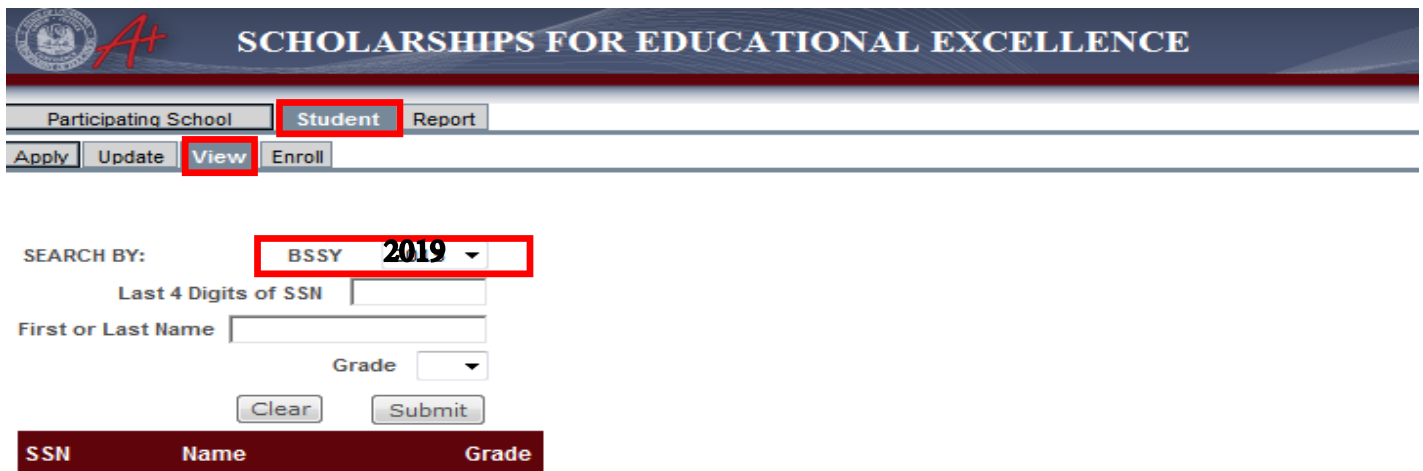 A+ SCHOLARSHIPS FOR EDUCATIONAL EXCELLENCE
Participating School Student Report
Apply Update View Enroll
SEARCH BY: BSSY 2019
Last 4 Digits of SSN
First or Last Name
Grade
Clear Submit
SSN Name Grade